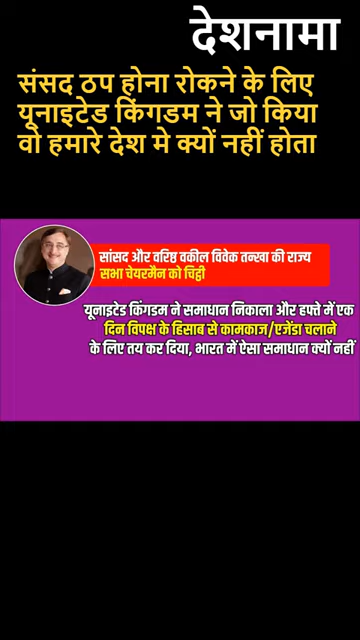 देशनामा
संसद ठप होना रोकने के लिए
यूनाइटेड किंगडम ने जो किया
वो हमारे देश मे क्यों नहीं होता
सांसद और वरिष्ठ वकील विवेक तन्खा की राज्य
सभा चेयरमैन को चिट्ठी
यूनाइटेड किंगडम ने समाधान निकाला और हफ्ते में एक
दिन विपक्ष के हिसाब से कामकाज/एजेंडा चलाने
के लिए तय कर दिया, भारत में ऐसा समाधान क्यों नहीं